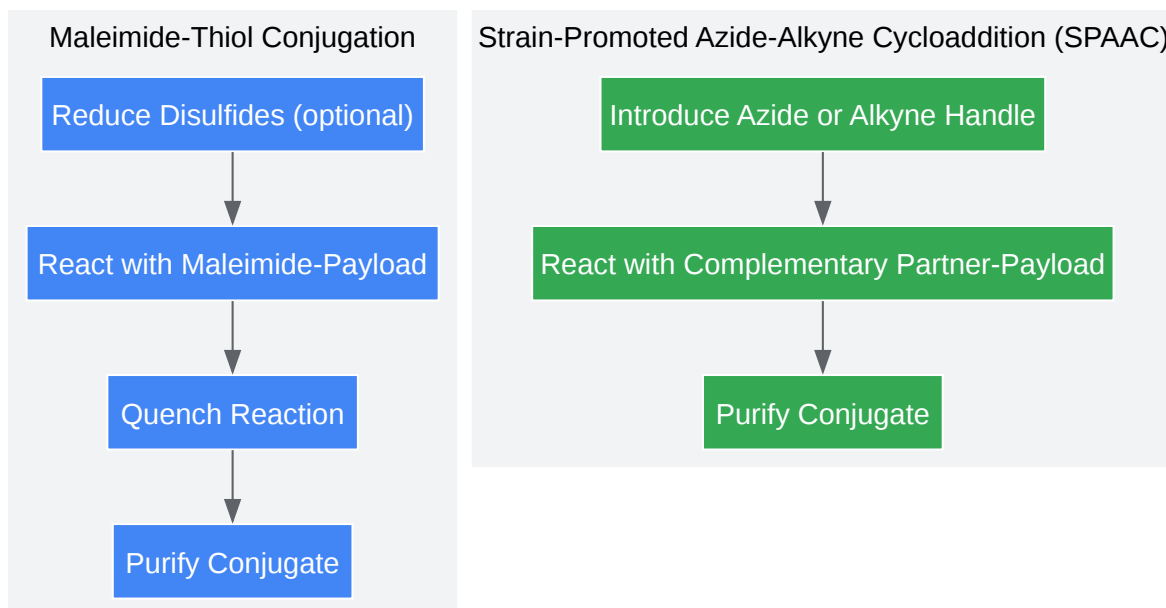 Maleimide-Thiol Conjugation
Reduce Disulfides (optional)
React with Maleimide-Payload
Quench Reaction
Purify Conjugate
Strain-Promoted Azide-Alkyne Cycloaddition (SPAAC)
Introduce Azide or Alkyne Handle
React with Complementary Partner-Payload
Purify Conjugate